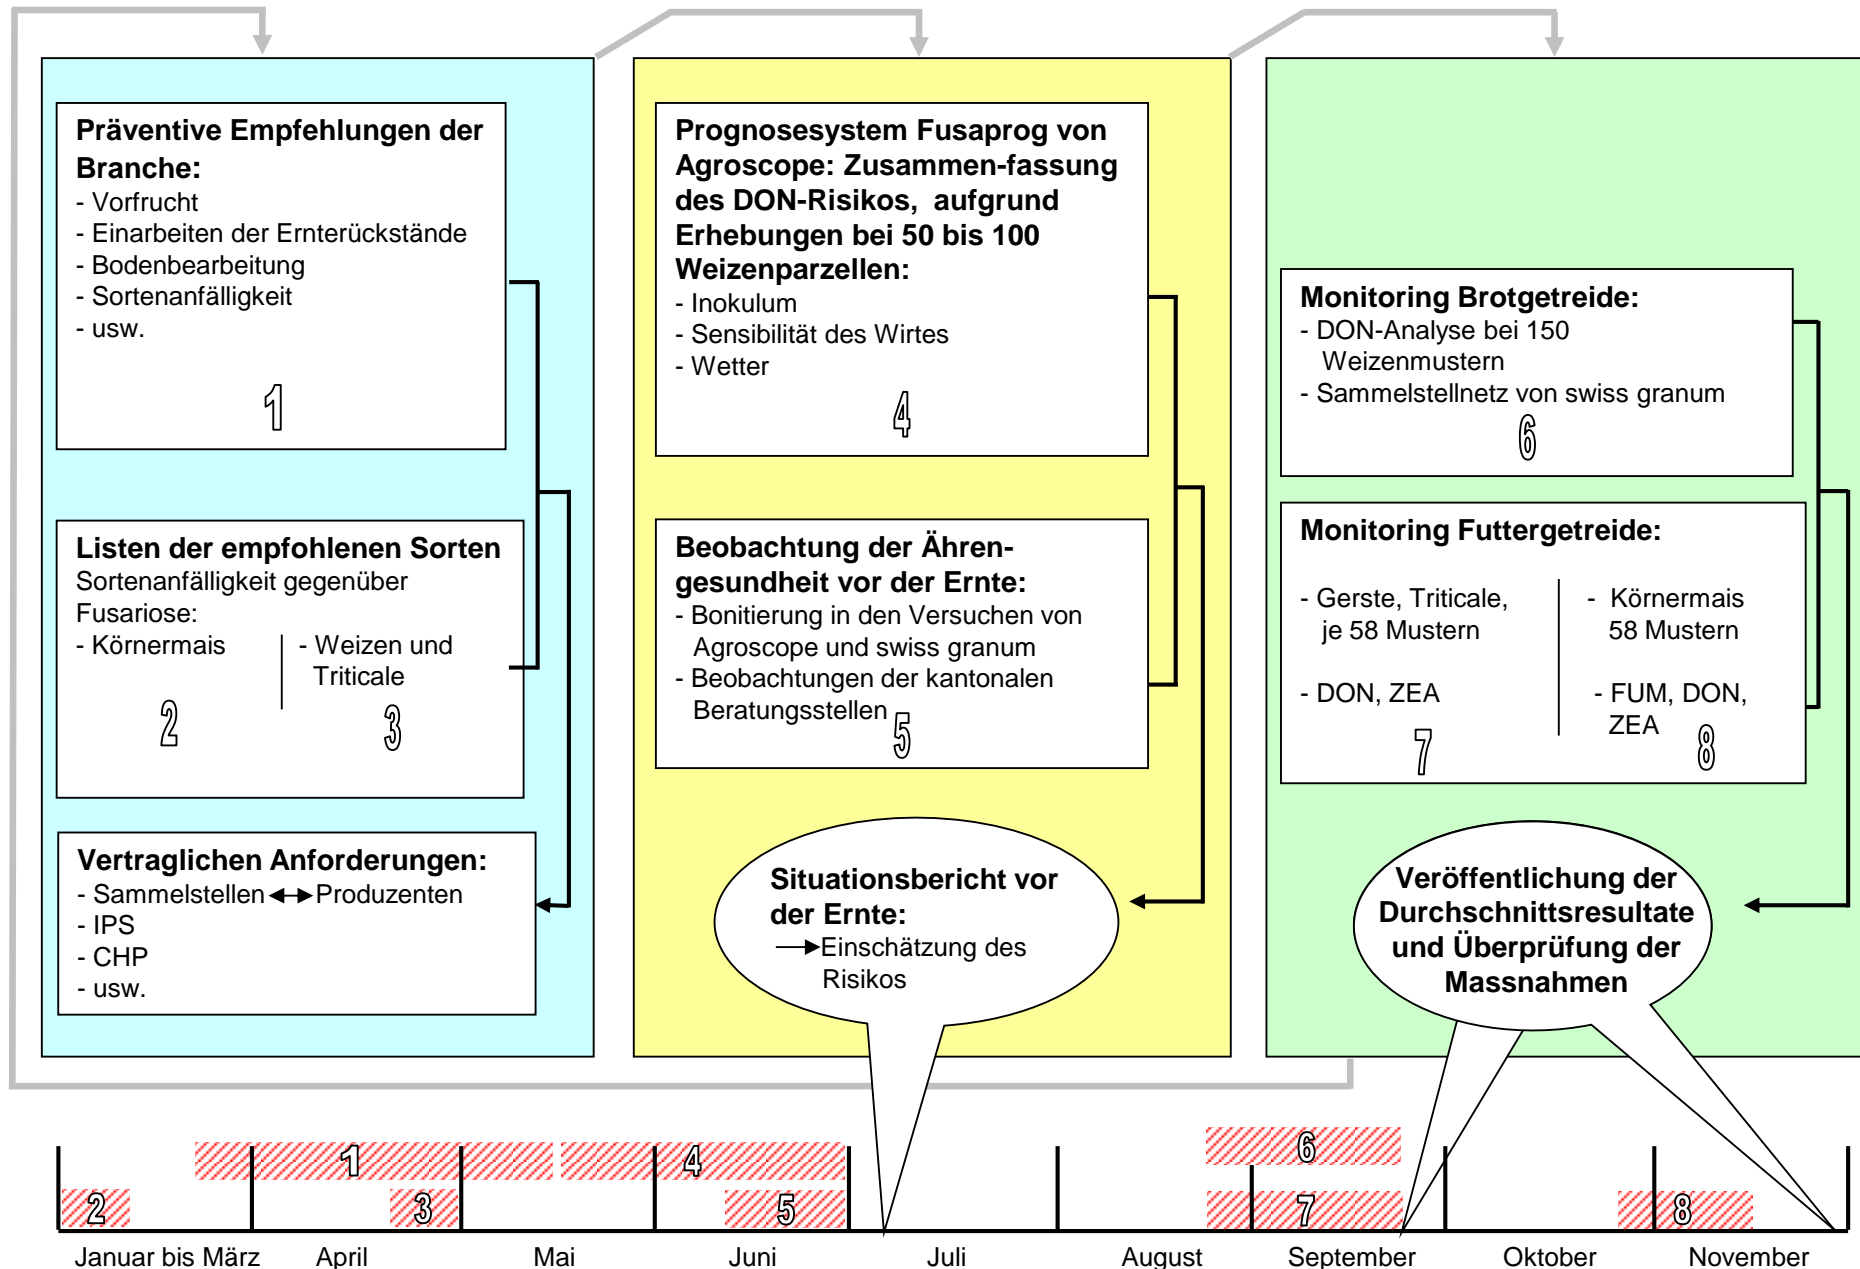 Präventive Empfehlungen der
Branche:
- Vorfrucht
- Einarbeiten der Ernterückstände
- Bodenbearbeitung
- Sortenanfälligkeit
- usw.
1
Listen der empfohlenen Sorten
Sortenanfälligkeit gegenüber
Fusariose:
- Körnermais
2
- Weizen und
Triticale
3
Vertraglichen Anforderungen:
- Sammelstellen Produzenten
- IPS
- CHP
- usw.
Prognosesystem Fusaprog von
Agroscope: Zusammen-fassung
des DON-Risikos, aufgrund
Erhebungen bei 50 bis 100
Weizenparzellen:
- Inokulum
- Sensibilität des Wirtes
- Wetter
4
Beobachtung der Ähren-
gesundheit vor der Ernte:
- Bonitierung in den Versuchen von
Agroscope und swiss granum
- Beobachtungen der kantonalen
Beratungsstellen
5
Situationsbericht vor
der Ernte:
Einschätzung des
Risikos
Monitoring Brotgetreide:
- DON-Analyse bei 150
Weizenmustern
- Sammelstellnetz von swiss granum
6
Monitoring Futtergetreide:
- Gerste, Triticale,
je 58 Mustern
- DON, ZEA
7
- Körnermais
58 Mustern
- FUM, DON,
ZEA
8
Veröffentlichung der
Durchschnittsresultate
und Überprüfung der
Massnahmen
1 4 6
2 3 5 7 8
Januar bis März April Mai Juni Juli August September Oktober November